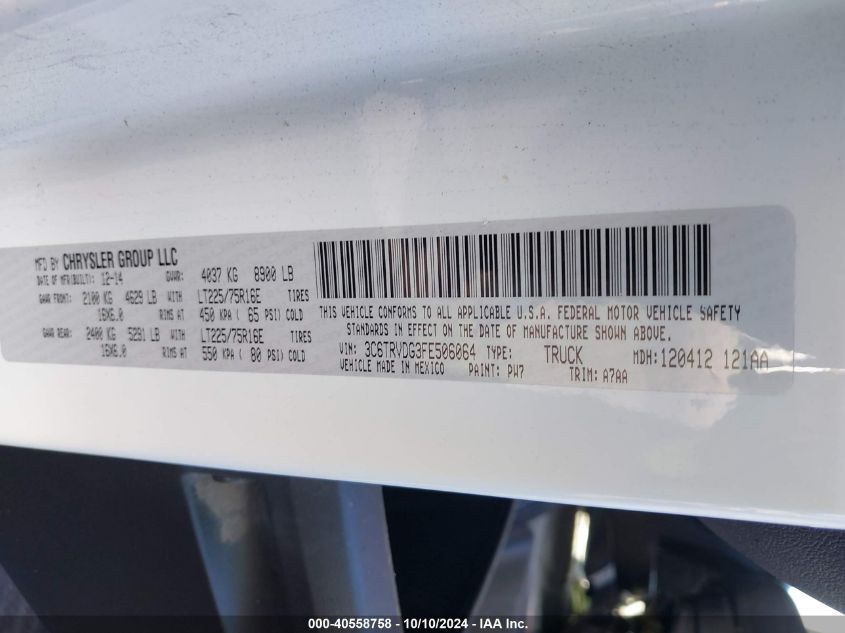 MFD BY CHRYSLER GROUP LLC
DATE OF MFR(BUILT): 12-14 GVWR: 4037 KG 8900 LB
GAWR FRONT: 2100 KG 4629 LB WITH LT225/75R16E TIRES
16X6.0 RIMS AT 450 KPA ( 65 PSI) COLD
GAWR REAR: 2400 KG 5291 LB WITH LT225/75R16E TIRES
16X6.0 RIMS AT 550 KPA ( 80 PSI) COLD
THIS VEHICLE CONFORMS TO ALL APPLICABLE U.S.A. FEDERAL MOTOR VEHICLE SAFETY
STANDARDS IN EFFECT ON THE DATE OF MANUFACTURE SHOWN ABOVE.
VIN: 3C6TRVDG3FE506064 TYPE: TRUCK MDH: 120412 121AA
VEHICLE MADE IN MEXICO PAINT: PW7 TRIM: A7AA
000-40558758 - 10/10/2024 - IAA Inc.